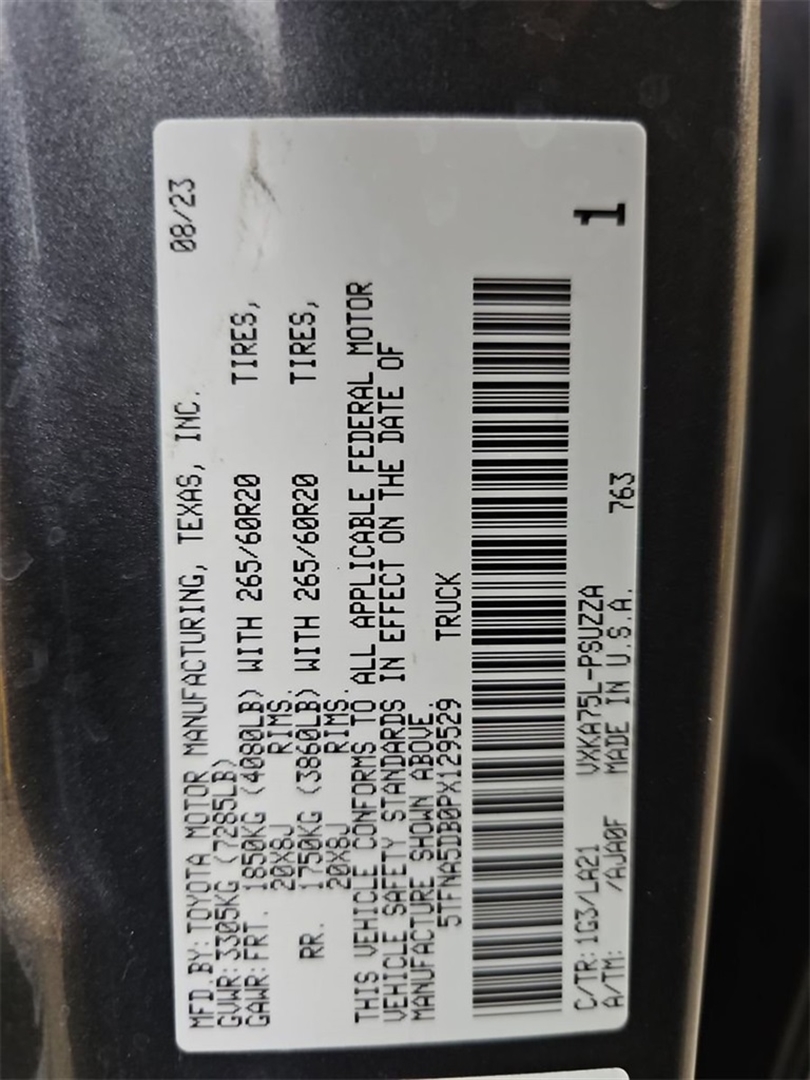 MFD.BY:TOYOTA MOTOR MANUFACTURING, TEXAS, INC. 08/23
GVWR:3305KG (7285LB)
GAWR:FRT. 1850KG (4080LB) WITH 265/60R20 TIRES,
20X8J RIMS.
RR. 1750KG (3860LB) WITH 265/60R20 TIRES,
20X8J RIMS.
THIS VEHICLE CONFORMS TO ALL APPLICABLE FEDERAL MOTOR
VEHICLE SAFETY STANDARDS IN EFFECT ON THE DATE OF
MANUFACTURE SHOWN ABOVE.
5TFNA5DB0PX129529 TRUCK
C/TR:1G3/LA21 VXKA75L-PSUZZA 1
A/TM: /AJA0F MADE IN U.S.A. 763